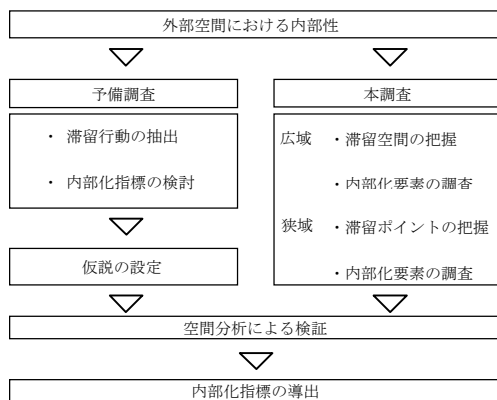 外部空間における内部性
予備調査
・ 滞留行動の抽出
・ 内部化指標の検討
仮説の設定
本調査
広域 ・滞留空間の把握
・内部化要素の調査
狭域 ・滞留ポイントの把握
・内部化要素の調査
空間分析による検証
内部化指標の導出